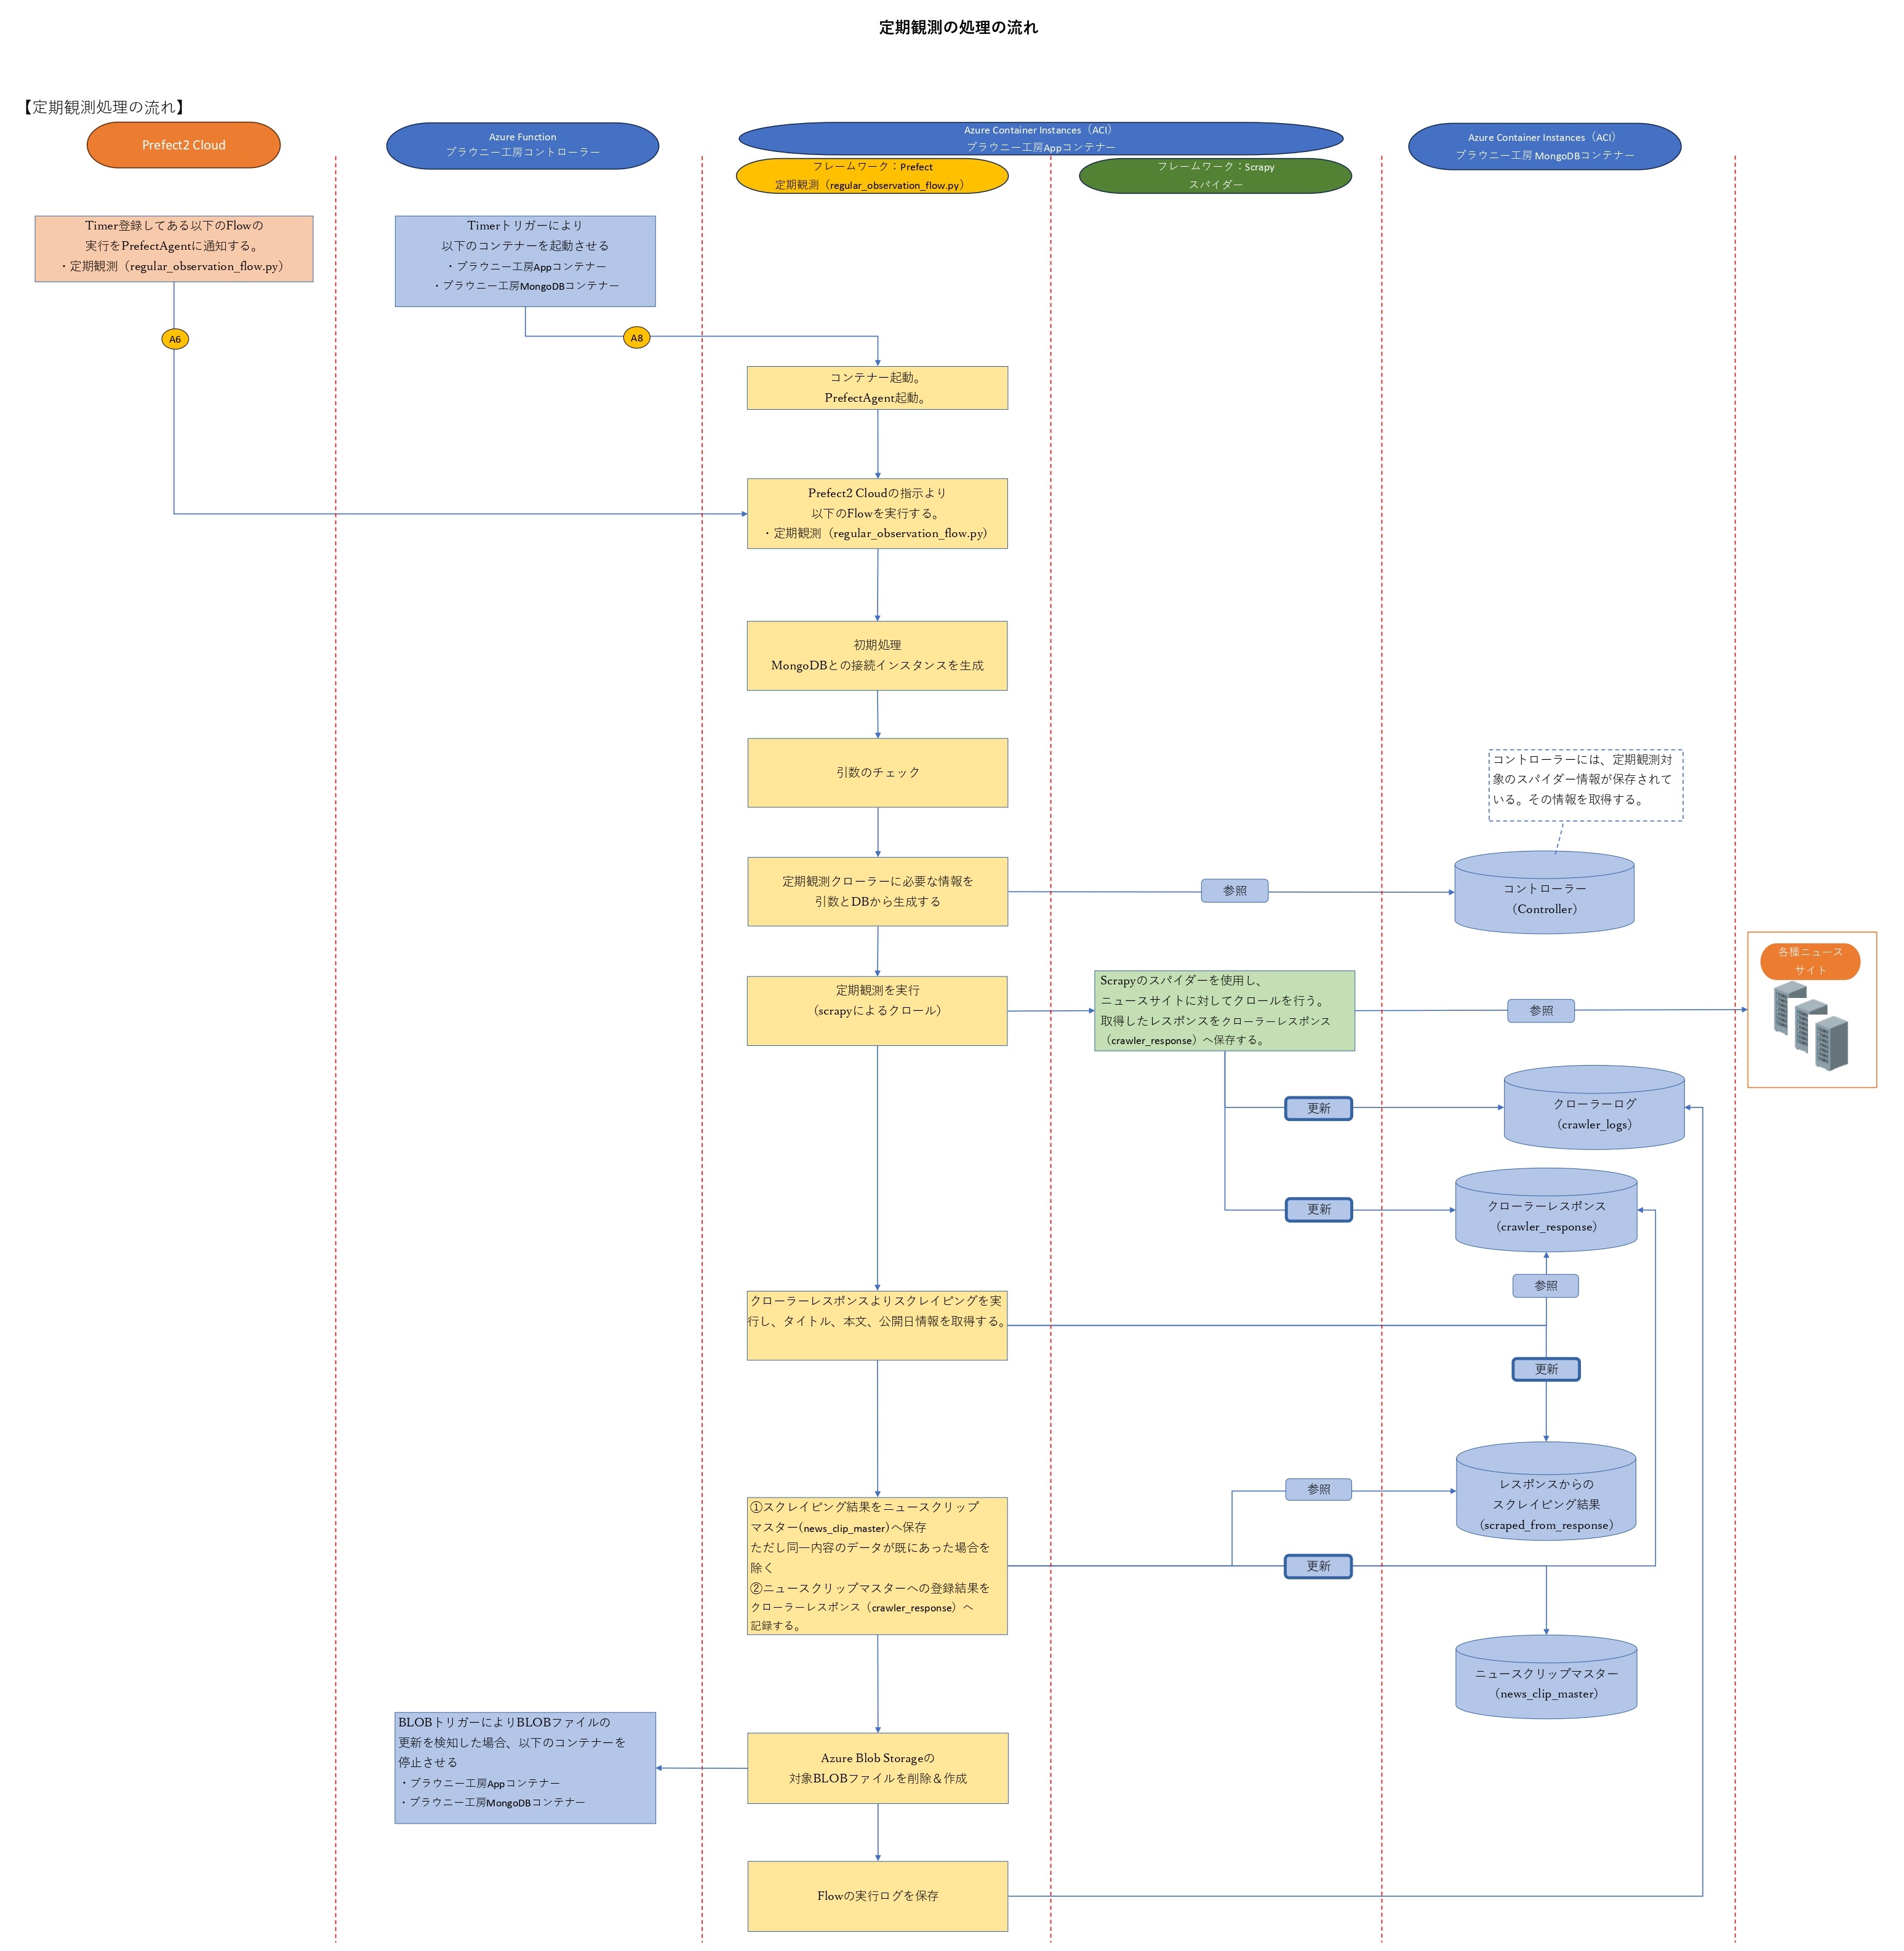 定期観測の処理の流れ
【定期観測処理の流れ】
Prefect2 Cloud
Azure Function
ブラウニー工房コントローラー
Azure Container Instances（ACI）
ブラウニー工房Appコンテナー
フレームワーク：Prefect
定期観測（regular_observation_flow.py）
フレームワーク：Scrapy
スパイダー
Azure Container Instances（ACI）
ブラウニー工房 MongoDBコンテナー
Timer登録してある以下のFlowの
実行をPrefectAgentに通知する。
・定期観測（regular_observation_flow.py）
Timerトリガーにより
以下のコンテナーを起動させる
・ブラウニー工房Appコンテナー
・ブラウニー工房MongoDBコンテナー
A6
A8
コンテナー起動。
PrefectAgent起動。
Prefect2 Cloudの指示より
以下のFlowを実行する。
・定期観測（regular_observation_flow.py）
初期処理
MongoDBとの接続インスタンスを生成
引数のチェック
コントローラーには、定期観測対
象のスパイダー情報が保存されて
いる。その情報を取得する。
定期観測クローラーに必要な情報を
引数とDBから生成する
参照
コントローラー
（Controller）
各種ニュース
サイト
定期観測を実行
（scrapyによるクロール）
Scrapyのスパイダーを使用し、
ニュースサイトに対してクロールを行う。
取得したレスポンスをクローラーレスポンス
（crawler_response）へ保存する。
参照
更新
クローラーログ
（crawler_logs）
更新
クローラーレスポンス
（crawler_response）
参照
クローラーレスポンスよりスクレイピングを実
行し、タイトル、本文、公開日情報を取得する。
更新
①スクレイピング結果をニュースクリップ
マスター(news_clip_master)へ保存
ただし同一内容のデータが既にあった場合を
除く
②ニュースクリップマスターへの登録結果を
クローラーレスポンス（crawler_response）へ
記録する。
参照
レスポンスからの
スクレイピング結果
（scraped_from_response）
更新
ニュースクリップマスター
（news_clip_master）
BLOBトリガーによりBLOBファイルの
更新を検知した場合、以下のコンテナーを
停止させる
・ブラウニー工房Appコンテナー
・ブラウニー工房MongoDBコンテナー
Azure Blob Storageの
対象BLOBファイルを削除＆作成
Flowの実行ログを保存